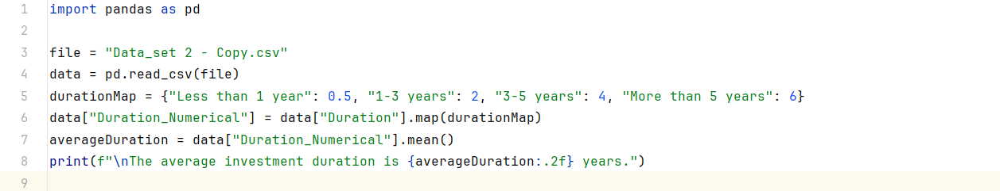 1 import pandas as pd
2
3 file = "Data_set 2 - Copy.csv"
4 data = pd.read_csv(file)
5 durationMap = {"Less than 1 year": 0.5, "1-3 years": 2, "3-5 years": 4, "More than 5 years": 6}
6 data["Duration_Numerical"] = data["Duration"].map(durationMap)
7 averageDuration = data["Duration_Numerical"].mean()
8 print(f"\nThe average investment duration is {averageDuration:.2f} years.")
9